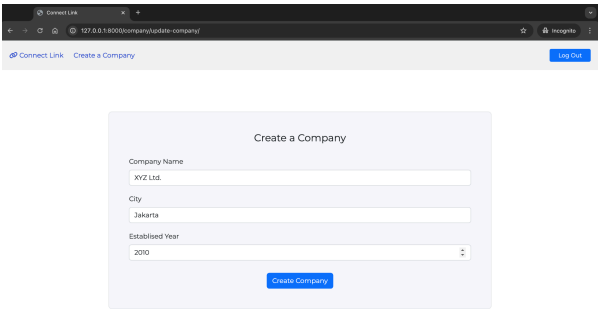 Connect Link
127.0.0.1:8000/company/update-company/
Incognito
Connect Link Create a Company Log Out
Create a Company
Company Name
XYZ Ltd.
City
Jakarta
Establised Year
2010
Create Company